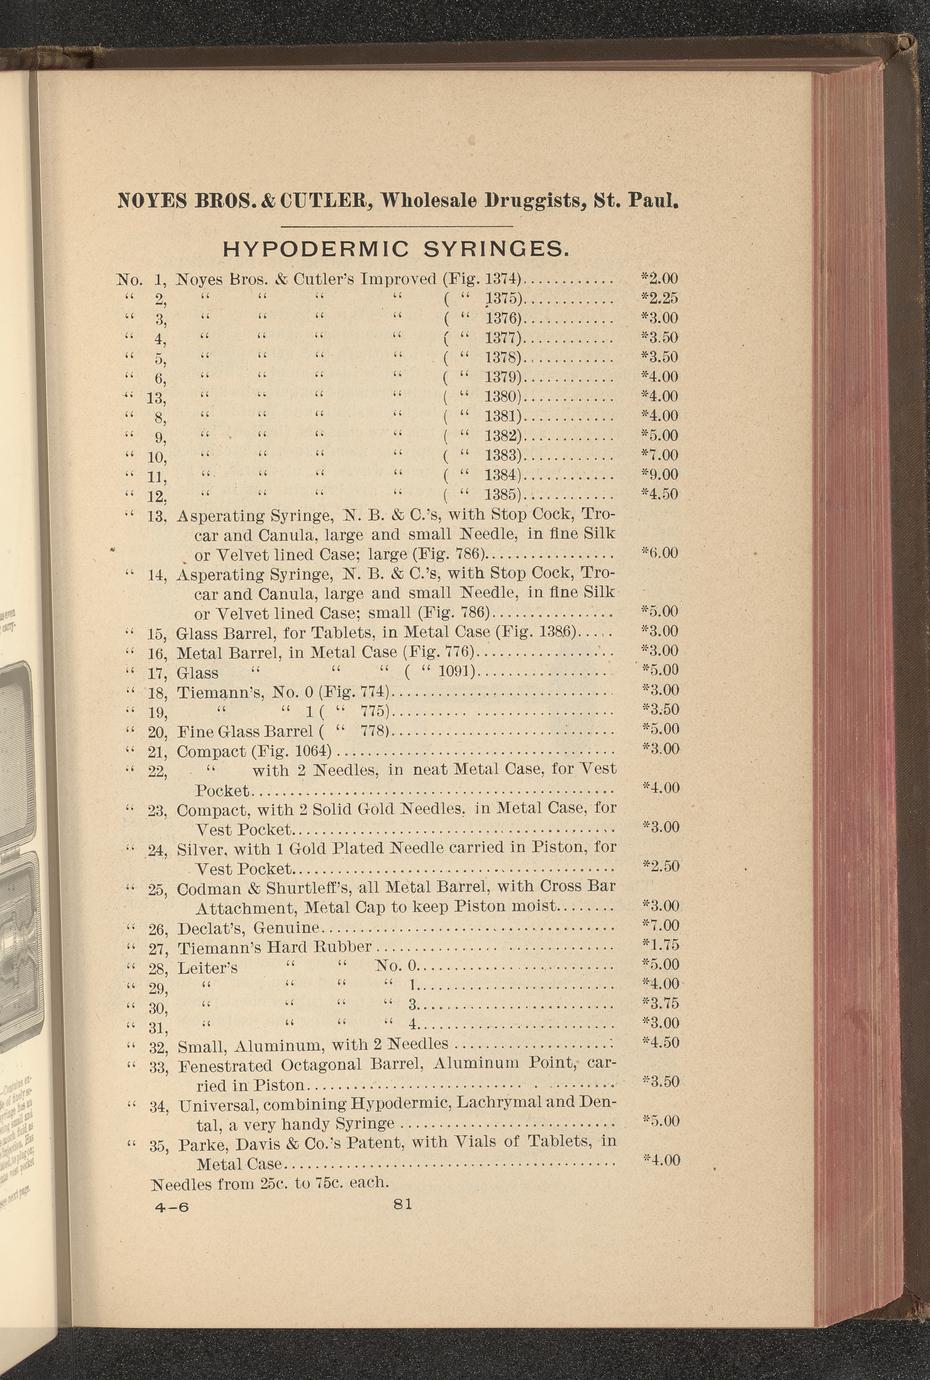 NOYES BROS. & CUTLER, Wholesale Druggists, St. Paul.
HYPODERMIC SYRINGES.
No. 1, Noyes Bros. & Cutler's Improved (Fig. 1374)............ *2.00
“ 2, “ “ “ “ ( “ 1375)............ *2.25
“ 3, “ “ “ “ ( “ 1376)............ *3.00
“ 4, “ “ “ “ ( “ 1377)............ *3.50
“ 5, “ “ “ “ ( “ 1378)............ *3.50
“ 6, “ “ “ “ ( “ 1379)............ *4.00
“ 13, “ “ “ “ ( “ 1380)............ *4.00
“ 8, “ “ “ “ ( “ 1381)............ *4.00
“ 9, “ “ “ “ ( “ 1382)............ *5.00
“ 10, “ “ “ “ ( “ 1383)............ *7.00
“ 11, “ “ “ “ ( “ 1384)............ *9.00
“ 12, “ “ “ “ ( “ 1385)............ *4.50
“ 13, Asperating Syringe, N. B. & C.'s, with Stop Cock, Tro-
car and Canula, large and small Needle, in fine Silk
or Velvet lined Case; large (Fig. 786)................. *6.00
“ 14, Asperating Syringe, N. B. & C.'s, with Stop Cock, Tro-
car and Canula, large and small Needle, in fine Silk
or Velvet lined Case; small (Fig. 786)................ *5.00
“ 15, Glass Barrel, for Tablets, in Metal Case (Fig. 1386)..... *3.00
“ 16, Metal Barrel, in Metal Case (Fig. 776).................. *3.00
“ 17, Glass “ “ “ ( “ 1091)................. *5.00
“ 18, Tiemann's, No. 0 (Fig. 774)............................. *3.00
“ 19, “ “ 1 ( “ 775)............................. *3.50
“ 20, Fine Glass Barrel ( “ 778)............................. *5.00
“ 21, Compact (Fig. 1064) .................................... *3.00
“ 22, “ with 2 Needles, in neat Metal Case, for Vest
Pocket............................................... *4.00
“ 23, Compact, with 2 Solid Gold Needles, in Metal Case, for
Vest Pocket.......................................... *3.00
“ 24, Silver, with 1 Gold Plated Needle carried in Piston, for
Vest Pocket.......................................... *2.50
“ 25, Codman & Shurtleff's, all Metal Barrel, with Cross Bar
Attachment, Metal Cap to keep Piston moist........ *3.00
“ 26, Declat's, Genuine...................................... *7.00
“ 27, Tiemann's Hard Rubber ............................... *1.75
“ 28, Leiter's “ “ No. 0.......................... *5.00
“ 29, “ “ “ “ 1.......................... *4.00
“ 30, “ “ “ “ 3.......................... *3.75
“ 31, “ “ “ “ 4.......................... *3.00
“ 32, Small, Aluminum, with 2 Needles ..................... *4.50
“ 33, Fenestrated Octagonal Barrel, Aluminum Point, car-
ried in Piston........................................ *3.50
“ 34, Universal, combining Hypodermic, Lachrymal and Den-
tal, a very handy Syringe ............................ *5.00
“ 35, Parke, Davis & Co.'s Patent, with Vials of Tablets, in
Metal Case........................................... *4.00
Needles from 25c. to 75c. each.
4-6 81